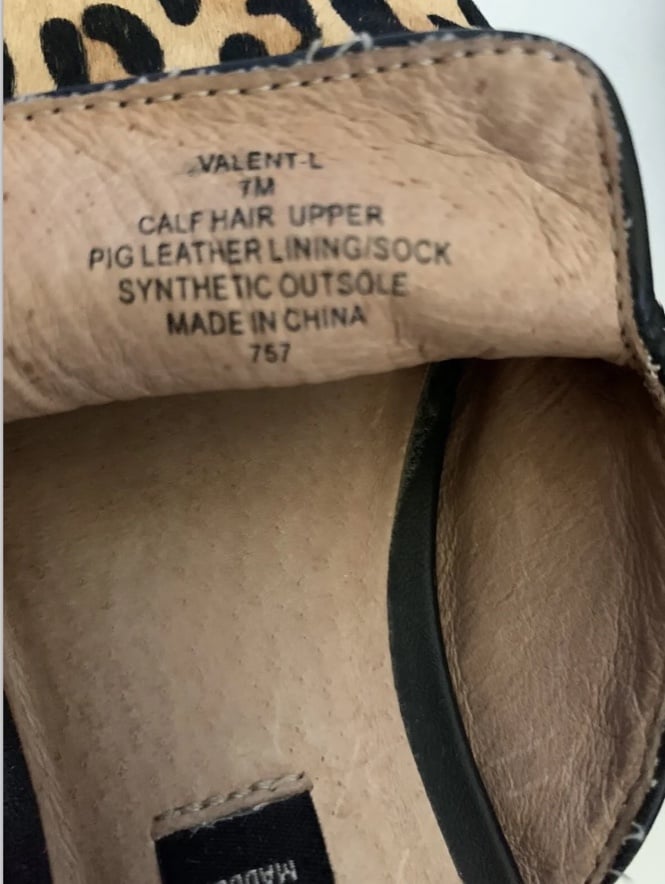 VALENT-L
7M
CALF HAIR UPPER
PIG LEATHER LINING/SOCK
SYNTHETIC OUTSOLE
MADE IN CHINA
757